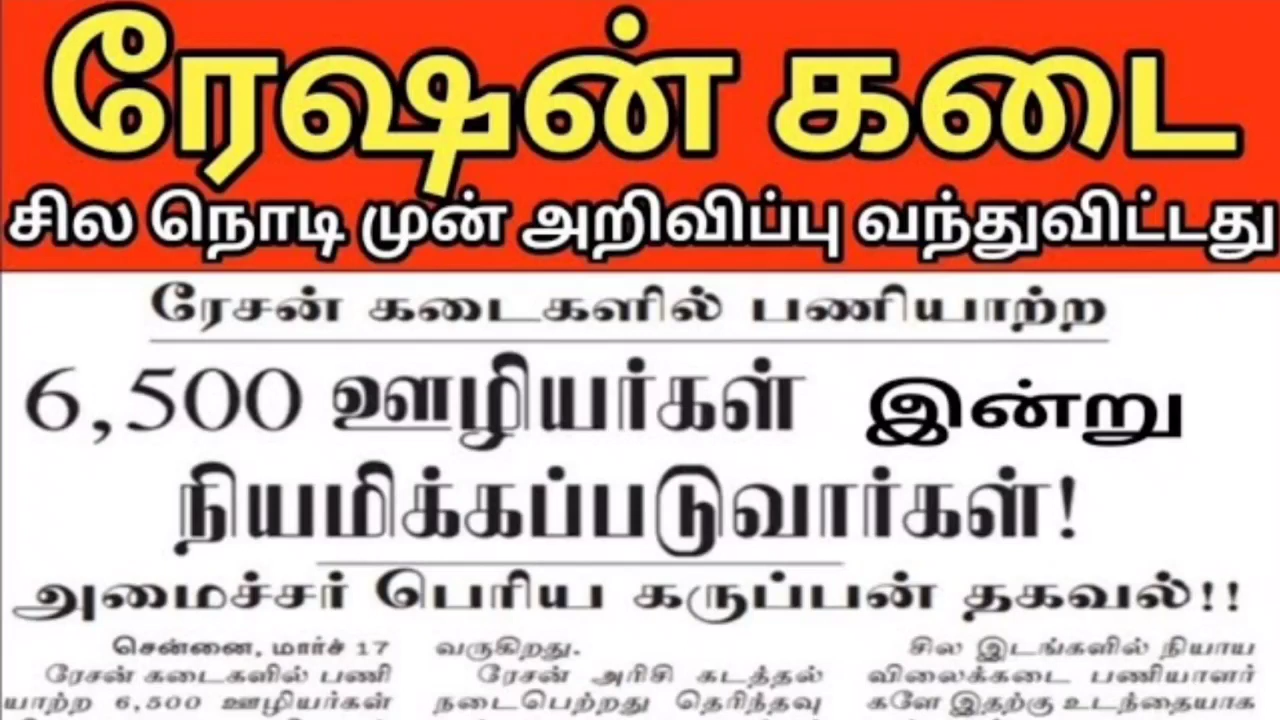 ரேஷன் கடை
சில நொடி முன் அறிவிப்பு வந்துவிட்டது
ரேசன் கடைகளில் பணியாற்ற
6,500 ஊழியர்கள் இன்று
நியமிக்கப்படுவார்கள்!
அமைச்சர் பெரிய கருப்பன் தகவல்!!
சென்னை, மார்ச் 17
ரேசன் கடைகளில் பணி
யாற்ற 6,500 ஊழியர்கள்
வருகிறது.
ரேசன் அரிசி கடத்தல்
நடைபெற்றது தெரிந்தவு
சில இடங்களில் நியாய
விலைக்கடை பணியாளர்
களே இதற்கு உடந்தையாக